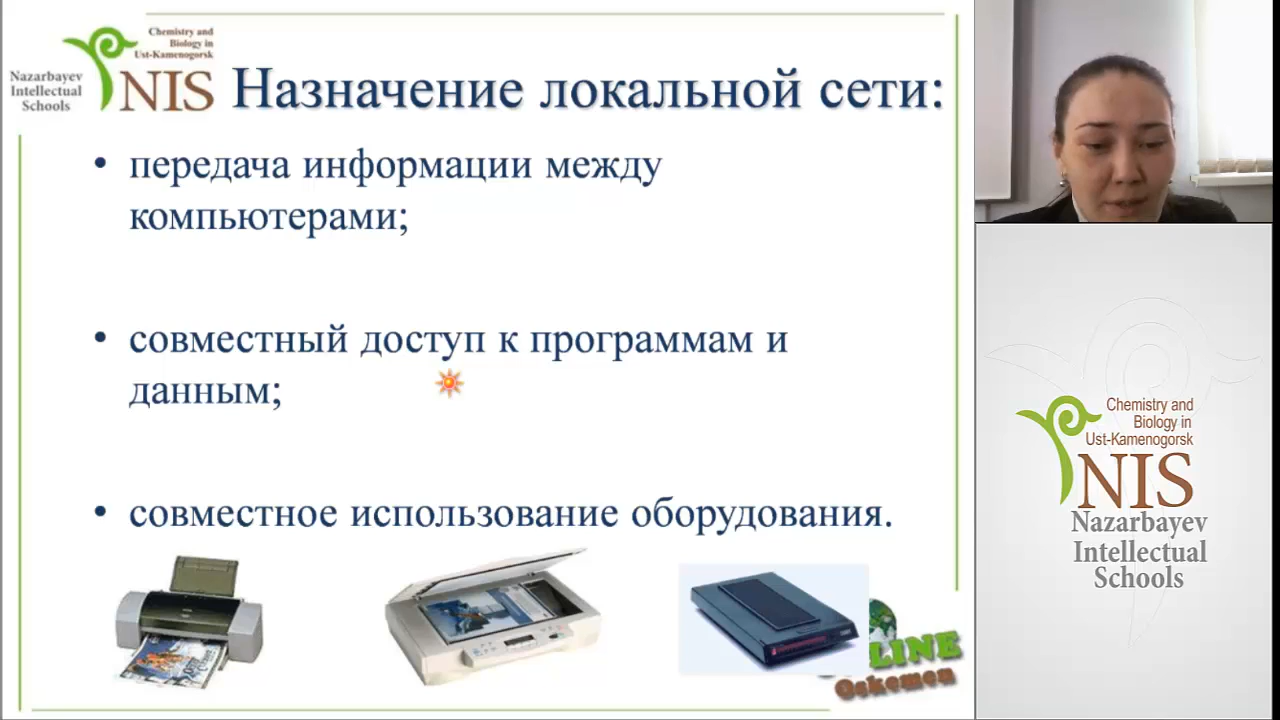 Chemistry and
Biology in
Ust-Kamenogorsk
Nazarbayev
Intellectual
Schools
NIS
Назначение локальной сети:
• передача информации между
компьютерами;
• совместный доступ к программам и
данным;
• совместное использование оборудования.
LINE
Oskemen
Chemistry and
Biology in
Ust-Kamenogorsk
NIS
Nazarbayev
Intellectual
Schools